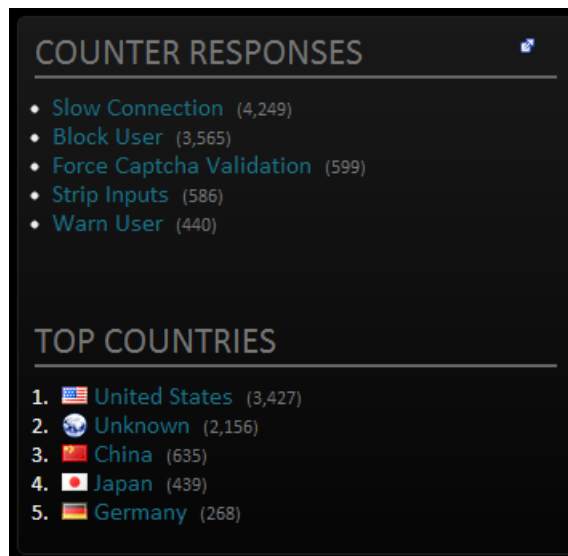 COUNTER RESPONSES
• Slow Connection (4,249)
• Block User (3,565)
• Force Captcha Validation (599)
• Strip Inputs (586)
• Warn User (440)
TOP COUNTRIES
1. United States (3,427)
2. Unknown (2,156)
3. China (635)
4. Japan (439)
5. Germany (268)